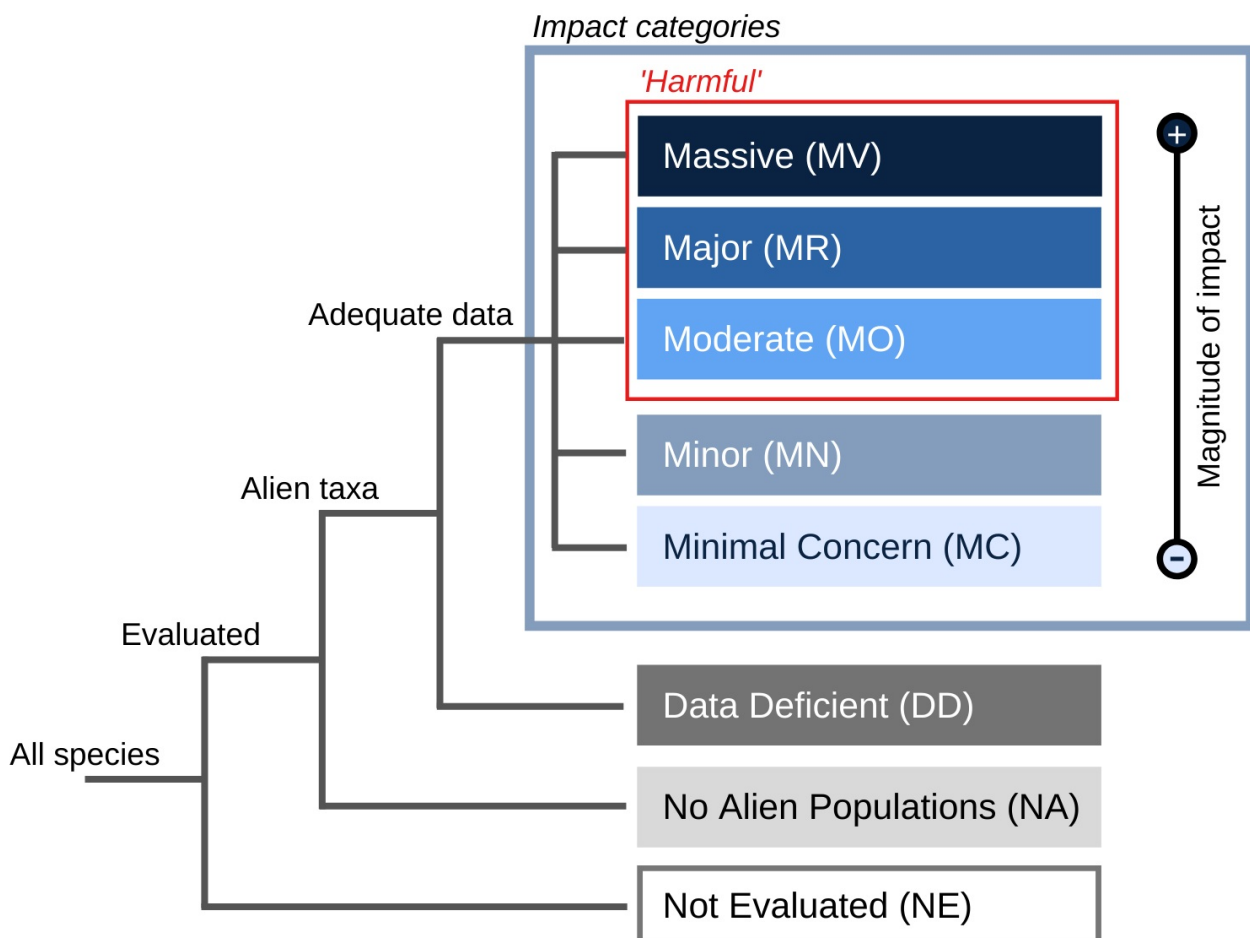 Impact categories
'Harmful'
Massive (MV)
+
Major (MR)
Magnitude of impact
Adequate data
Moderate (MO)
Minor (MN)
Alien taxa
Minimal Concern (MC)
-
Evaluated
Data Deficient (DD)
All species
No Alien Populations (NA)
Not Evaluated (NE)